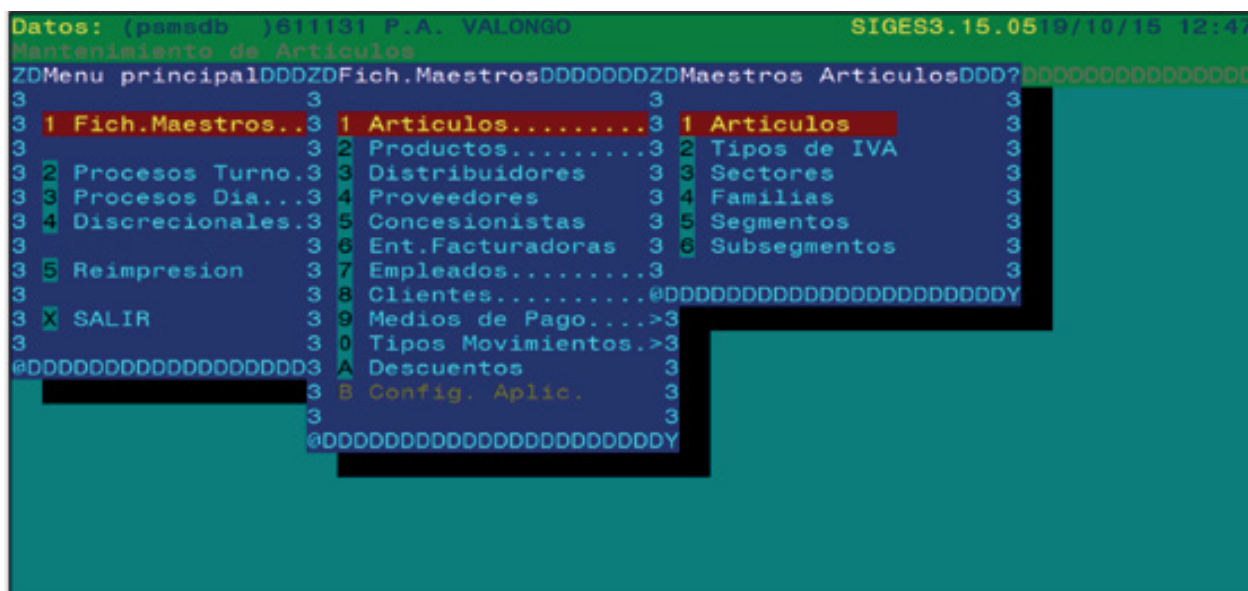 Datos: (psmsdb )611131 P.A. VALONGO SIGES3.15.0519/10/15 12:47
Mantenimiento de Articulos
ZDMenu principalDDDZDFich.MaestrosDDDDDDDZDMaestros ArticulosDDD?DDDDDDDDDDDDDDD
3 3 3 3
3 1 Fich.Maestros..3 1 Articulos.........3 1 Articulos 3
3 3 2 Productos.........3 2 Tipos de IVA 3
3 2 Procesos Turno.3 3 Distribuidores 3 3 Sectores 3
3 3 Procesos Dia...3 4 Proveedores 3 4 Familias 3
3 4 Discrecionales.3 5 Concesionistas 3 5 Segmentos 3
3 3 6 Ent.Facturadoras 3 6 Subsegmentos 3
3 5 Reimpresion 3 7 Empleados.........3 3
3 3 8 Clientes..........@DDDDDDDDDDDDDDDDDDDDDDY
3 X SALIR 3 9 Medios de Pago....>3
3 3 0 Tipos Movimientos.>3
@DDDDDDDDDDDDDDDDDD3 A Descuentos 3
3 B Config. Aplic. 3
3 3
@DDDDDDDDDDDDDDDDDDDDDDY